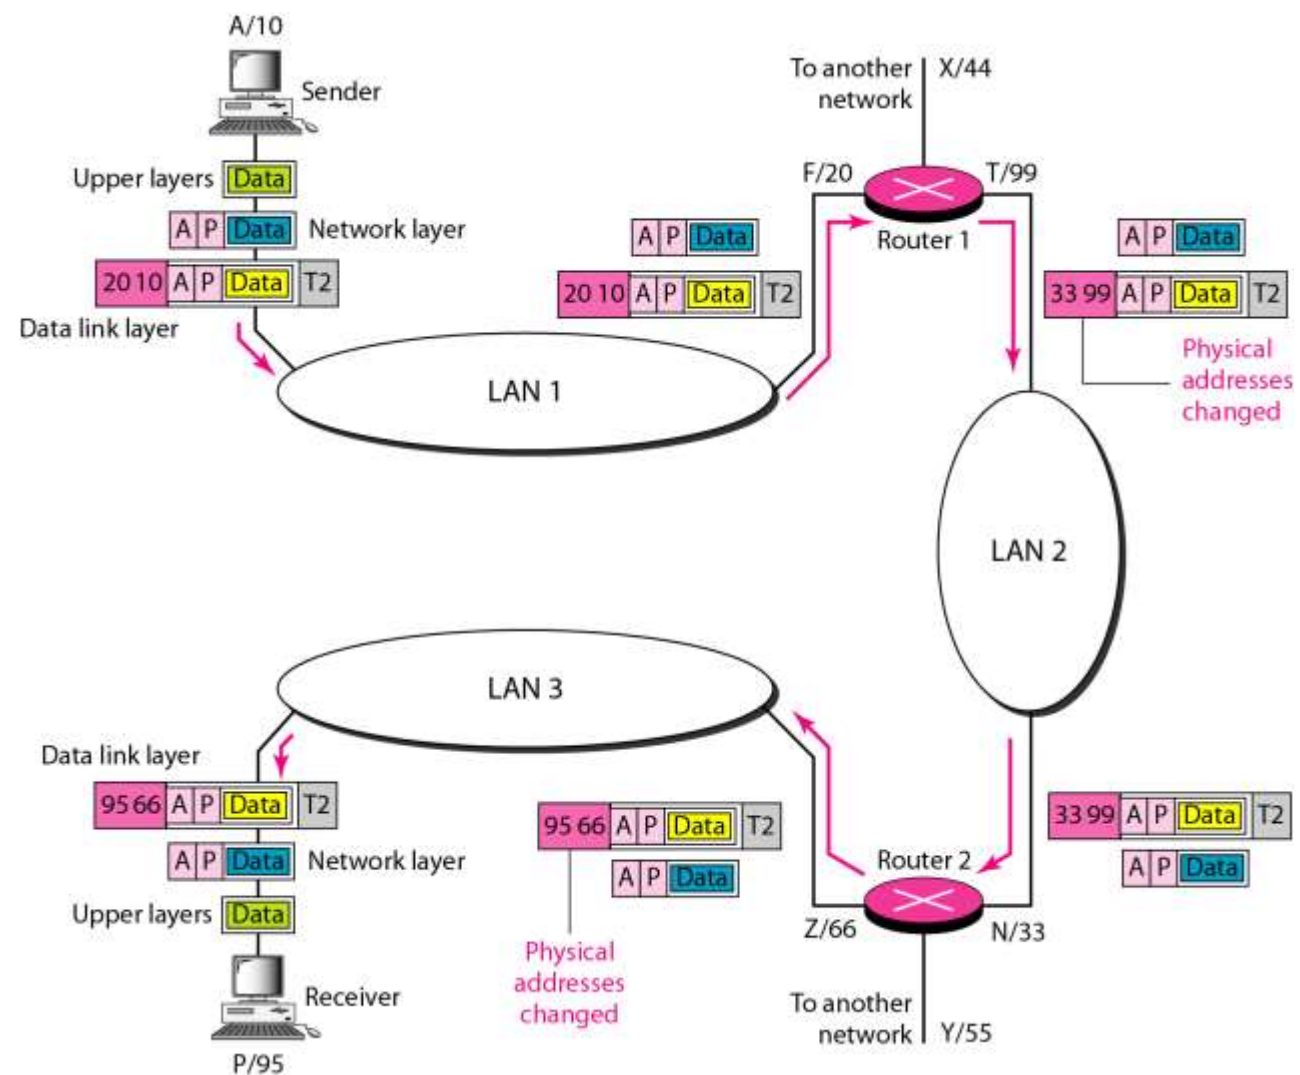 A/10
Sender
To another
network
X/44
Upper layers
Data
F/20
T/99
A P Data
Network layer
A P Data
Router 1
A P Data
20 10 A P Data T2
20 10 A P Data T2
33 99 A P Data T2
Data link layer
Physical
addresses
changed
LAN 1
LAN 2
LAN 3
Data link layer
95 66 A P Data T2
95 66 A P Data T2
33 99 A P Data T2
A P Data
Network layer
A P Data
Router 2
A P Data
Upper layers
Data
Z/66
N/33
Physical
addresses
changed
Receiver
To another
network
Y/55
P/95